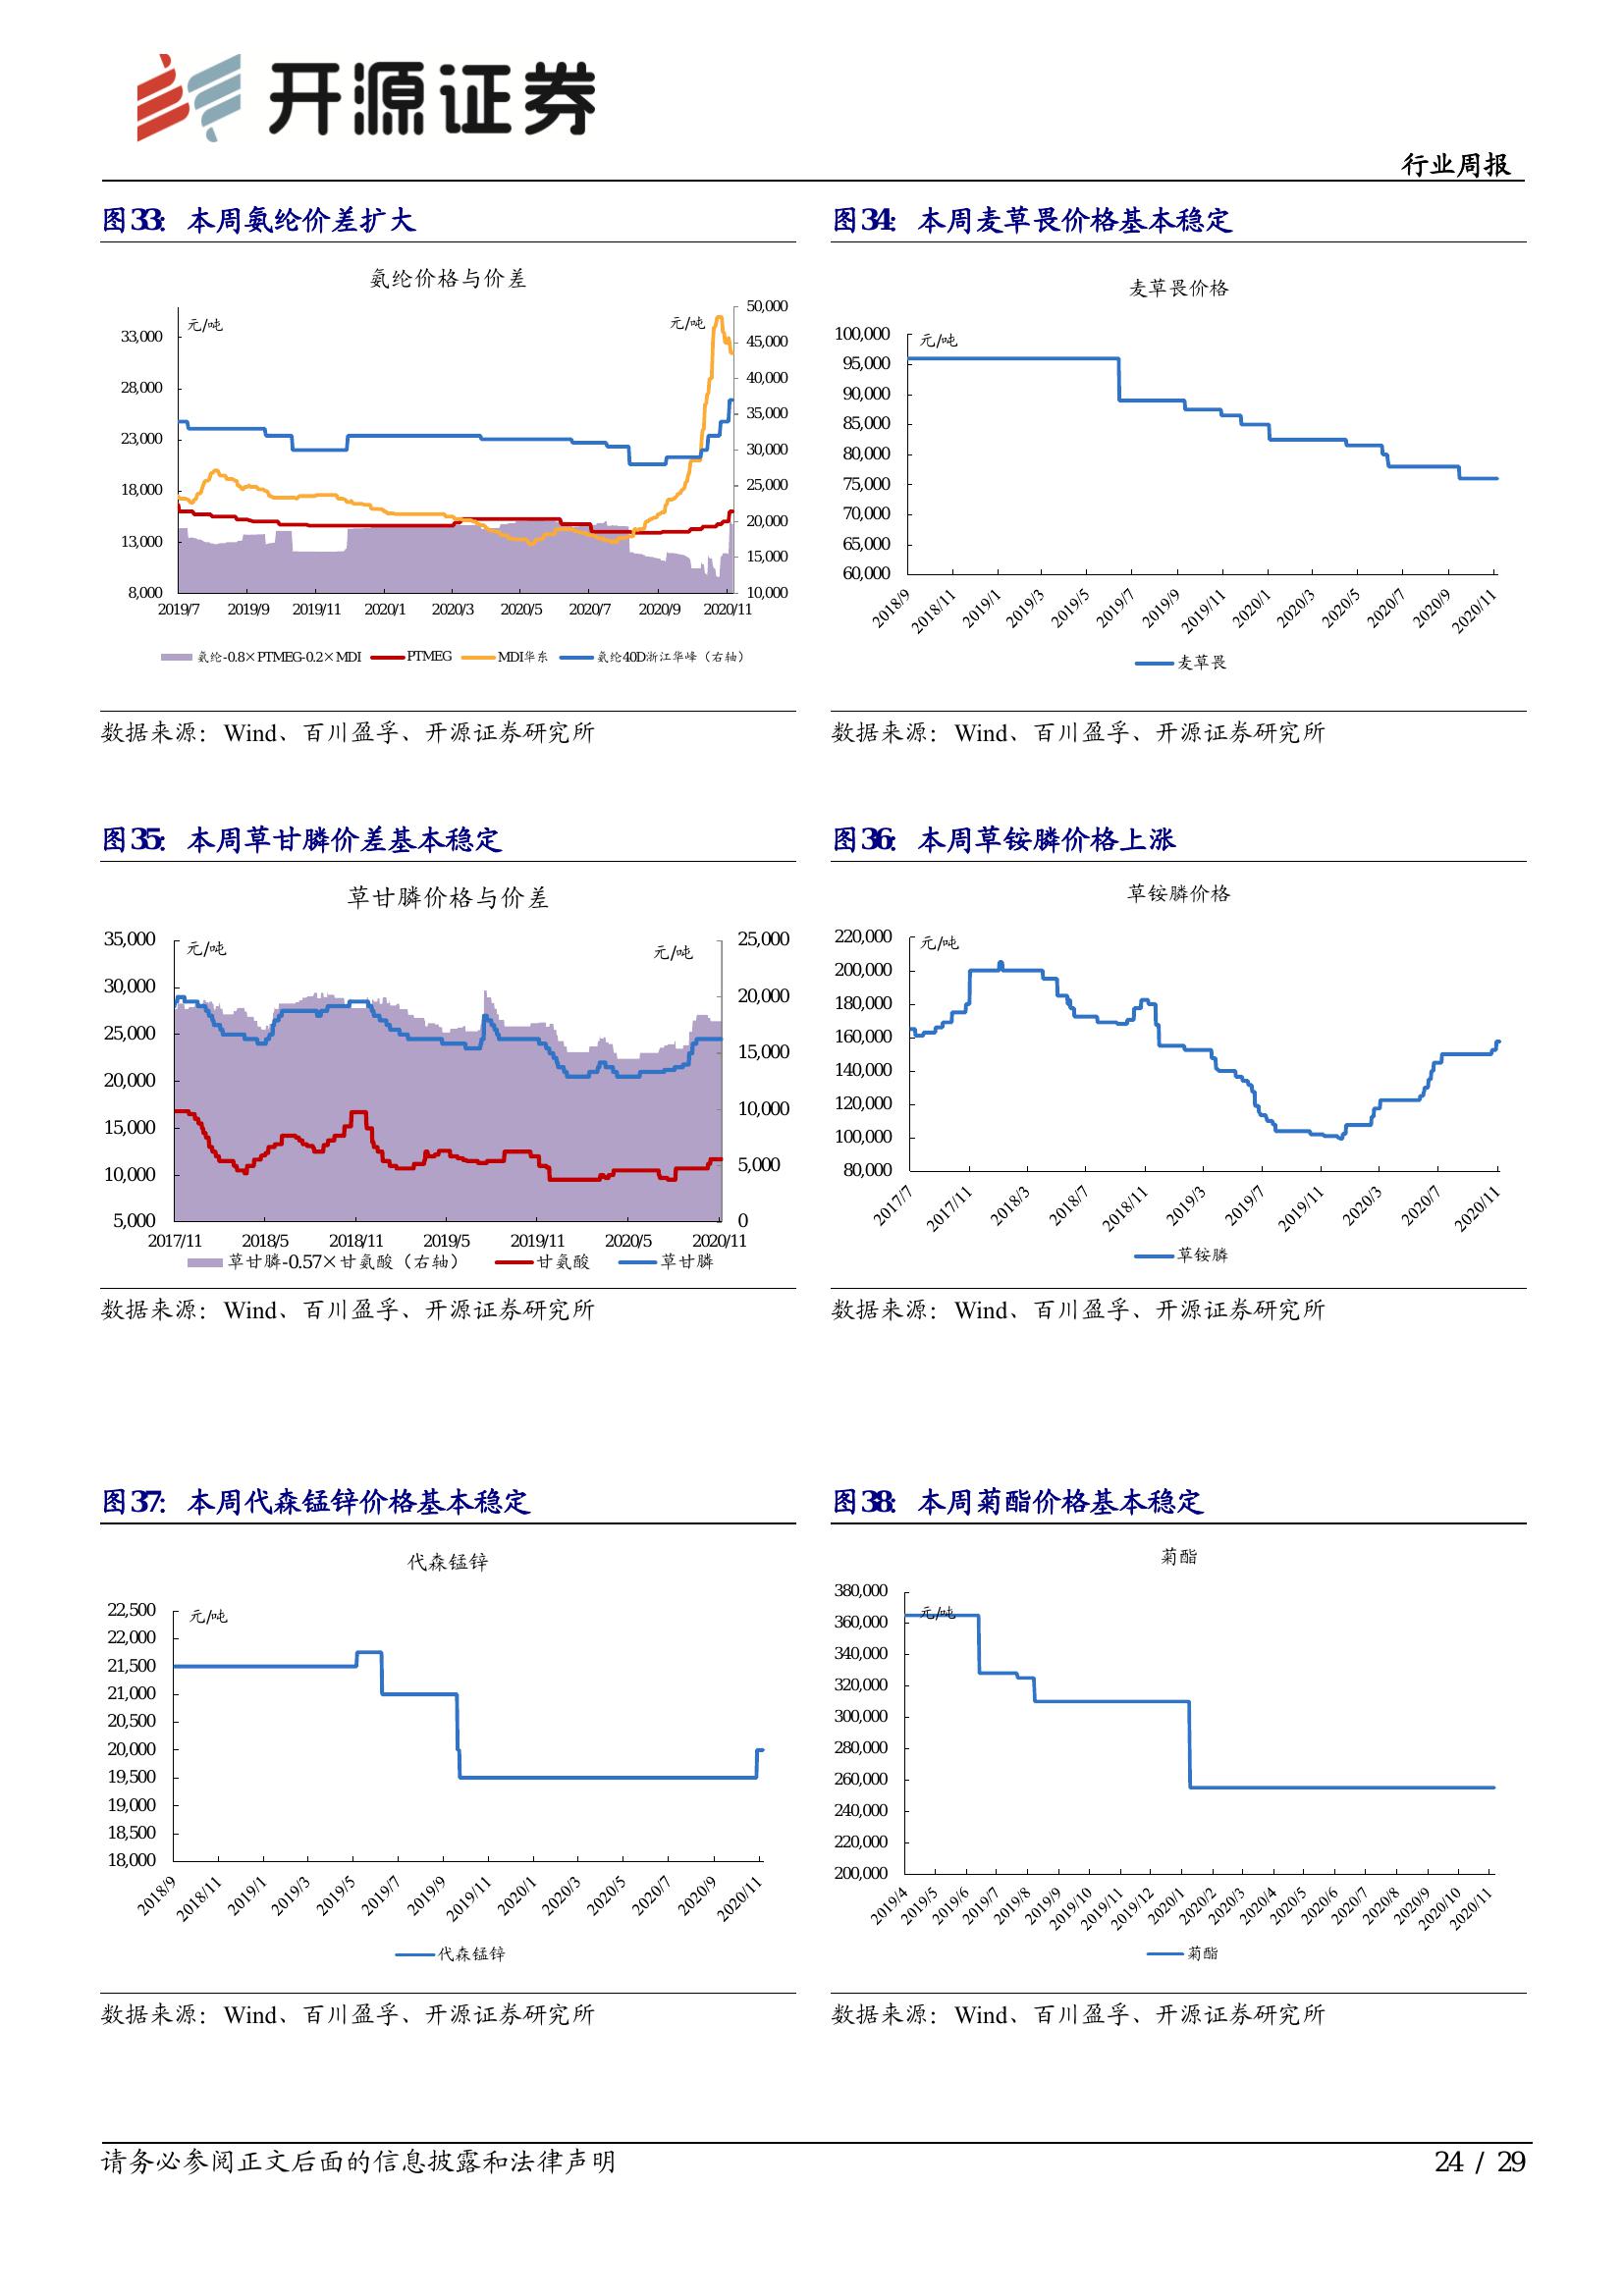 开源证券
行业周报
图33: 本周氨纶价差扩大
氨纶价格与价差
元/吨
元/吨
33,000
28,000
23,000
18,000
13,000
8,000
50,000
45,000
40,000
35,000
30,000
25,000
20,000
15,000
10,000
2019/7 2019/9 2019/11 2020/1 2020/3 2020/5 2020/7 2020/9 2020/11
氨纶-0.8×PTMEG-0.2×MDI PTMEG MDI华东 氨纶40D浙江华峰（右轴）
数据来源：Wind、百川盈孚、开源证券研究所
图34: 本周麦草畏价格基本稳定
麦草畏价格
元/吨
100,000
95,000
90,000
85,000
80,000
75,000
70,000
65,000
60,000
2018/9 2018/11 2019/1 2019/3 2019/5 2019/7 2019/9 2019/11 2020/1 2020/3 2020/5 2020/7 2020/9 2020/11
麦草畏
数据来源：Wind、百川盈孚、开源证券研究所
图35: 本周草甘膦价差基本稳定
草甘膦价格与价差
元/吨
元/吨
35,000
30,000
25,000
20,000
15,000
10,000
5,000
25,000
20,000
15,000
10,000
5,000
0
2017/11 2018/5 2018/11 2019/5 2019/11 2020/5 2020/11
草甘膦-0.57×甘氨酸（右轴） 甘氨酸 草甘膦
数据来源：Wind、百川盈孚、开源证券研究所
图36: 本周草铵膦价格上涨
草铵膦价格
元/吨
220,000
200,000
180,000
160,000
140,000
120,000
100,000
80,000
2017/7 2017/11 2018/3 2018/7 2018/11 2019/3 2019/7 2019/11 2020/3 2020/7 2020/11
草铵膦
数据来源：Wind、百川盈孚、开源证券研究所
图37: 本周代森锰锌价格基本稳定
代森锰锌
元/吨
22,500
22,000
21,500
21,000
20,500
20,000
19,500
19,000
18,500
18,000
2018/9 2018/11 2019/1 2019/3 2019/5 2019/7 2019/9 2019/11 2020/1 2020/3 2020/5 2020/7 2020/9 2020/11
代森锰锌
数据来源：Wind、百川盈孚、开源证券研究所
图38: 本周菊酯价格基本稳定
菊酯
元/吨
380,000
360,000
340,000
320,000
300,000
280,000
260,000
240,000
220,000
200,000
2019/4 2019/5 2019/6 2019/7 2019/8 2019/9 2019/10 2019/11 2019/12 2020/1 2020/2 2020/3 2020/4 2020/5 2020/6 2020/7 2020/8 2020/9 2020/10 2020/11
菊酯
数据来源：Wind、百川盈孚、开源证券研究所
请务必参阅正文后面的信息披露和法律声明
24 / 29